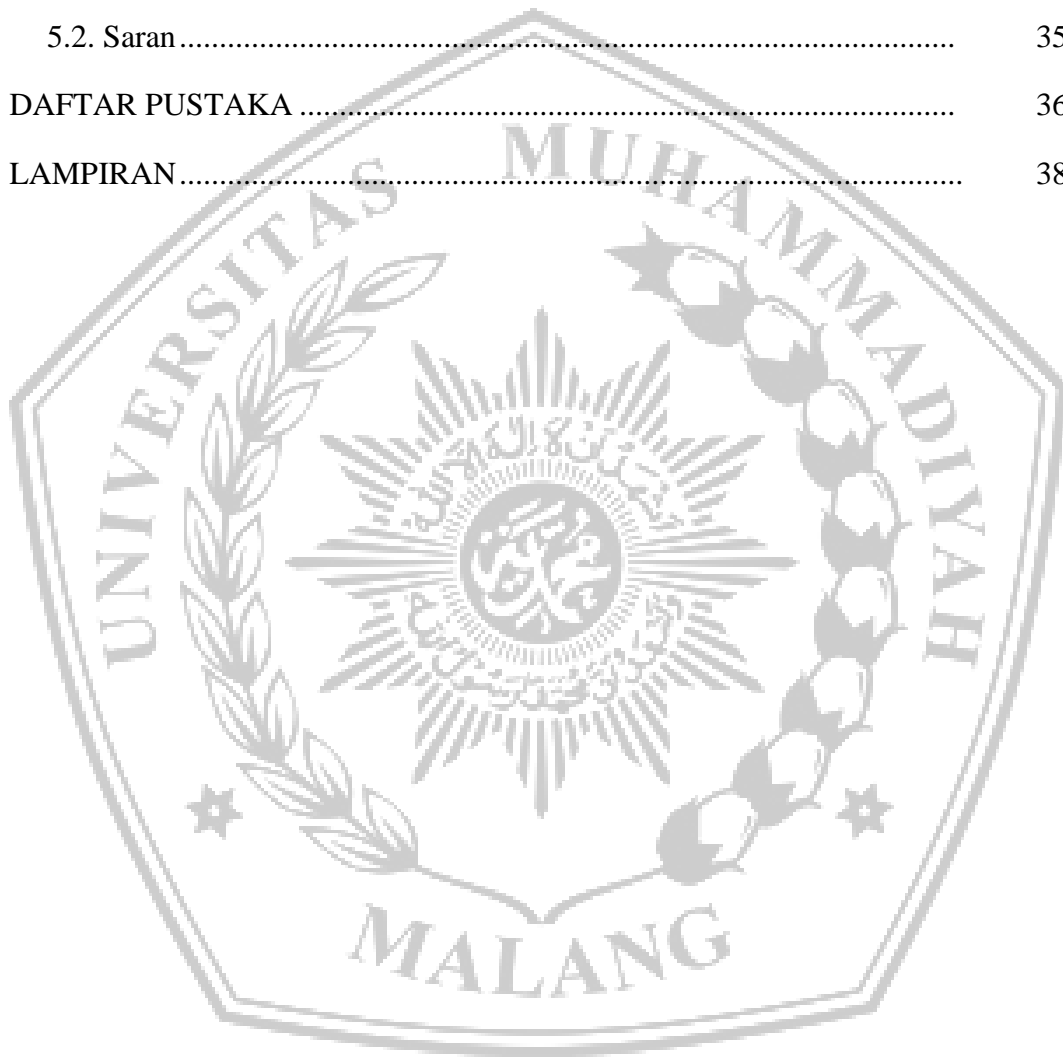 5.2. Saran ................................................................................... 35
DAFTAR PUSTAKA ...................................................................... 36
LAMPIRAN ................................................................................... 38
UNIVERSITAS MUHAMMADIYAH
MALANG